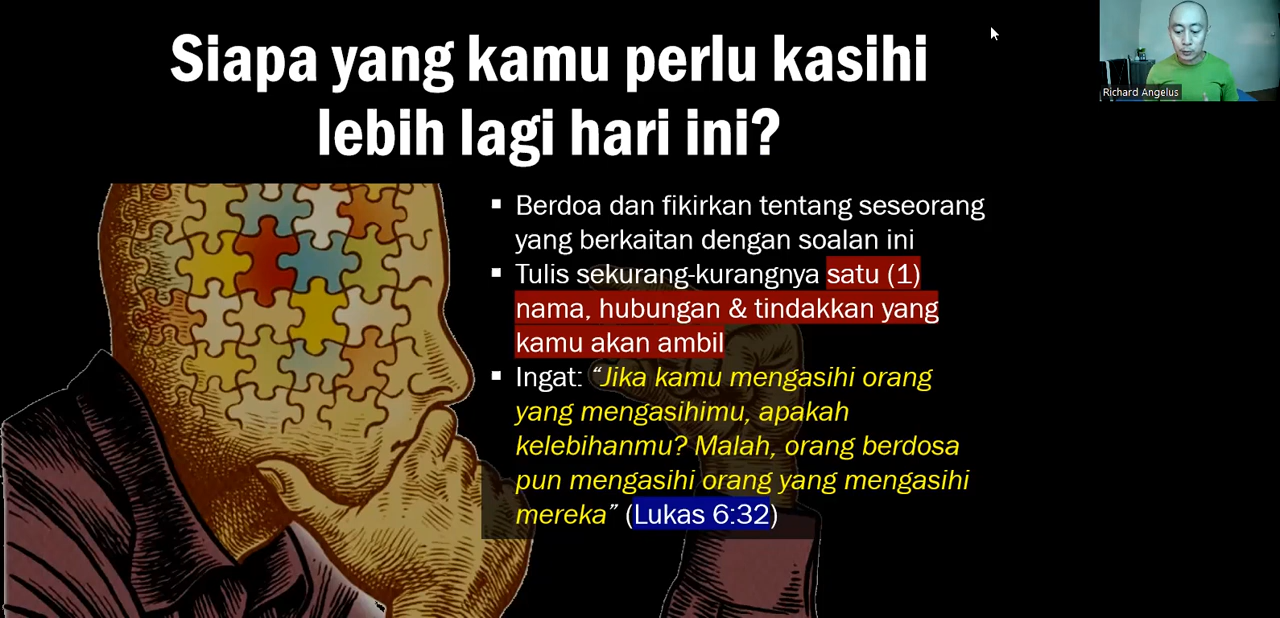 Siapa yang kamu perlu kasihi
lebih lagi hari ini?
Richard Angelus
▪ Berdoa dan fikirkan tentang seseorang
yang berkaitan dengan soalan ini
▪ Tulis sekurang-kurangnya satu (1)
nama, hubungan & tindakkan yang
kamu akan ambil
▪ Ingat: “Jika kamu mengasihi orang
yang mengasihimu, apakah
kelebihanmu? Malah, orang berdosa
pun mengasihi orang yang mengasihi
mereka” (Lukas 6:32)